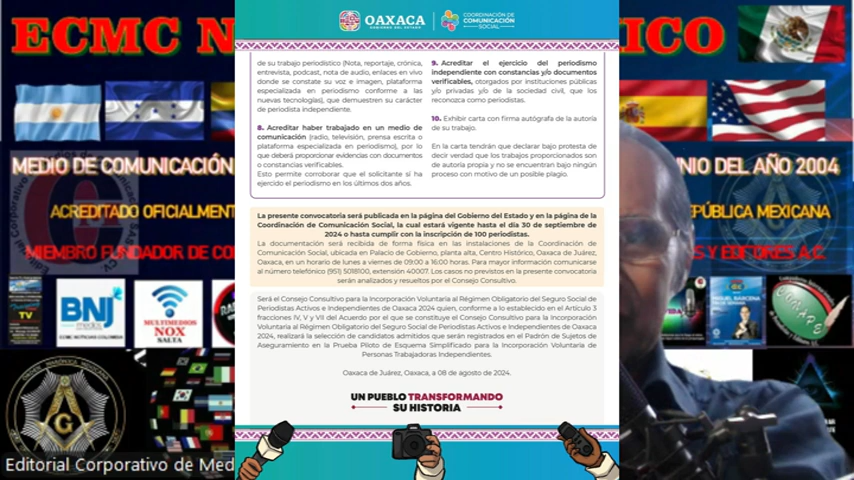 ECMC N
ICO
OAXACA
GOBIERNO DEL ESTADO
COORDINACIÓN DE
COMUNICACIÓN
SOCIAL
de su trabajo periodístico (Nota, reportaje, crónica,
entrevista, podcast, nota de audio, enlaces en vivo
donde se constate su voz e imagen, plataforma
especializada en periodismo conforme a las
nuevas tecnologías), que demuestren su carácter
de periodista independiente.
8. Acreditar haber trabajado en un medio de
comunicación (radio, televisión, prensa escrita o
plataforma especializada en periodismo), por lo
que deberá proporcionar evidencias con documentos
o constancias verificables.
Esto permite corroborar que el solicitante sí ha
ejercido el periodismo en los últimos dos años.
9. Acreditar el ejercicio del periodismo
independiente con constancias y/o documentos
verificables, otorgados por instituciones públicas
y/o privadas y/o de la sociedad civil, que los
reconozca como periodistas.
10. Exhibir carta con firma autógrafa de la autoría
de su trabajo.
En la carta tendrán que declarar bajo protesta de
decir verdad que los trabajos proporcionados son
de autoría propia y no se encuentran bajo ningún
proceso con motivo de un posible plagio.
La presente convocatoria será publicada en la página del Gobierno del Estado y en la página de la
Coordinación de Comunicación Social, la cual estará vigente hasta el día 30 de septiembre de
2024 o hasta cumplir con la inscripción de 100 periodistas.
La documentación será recibida de forma física en las instalaciones de la Coordinación de
Comunicación Social, ubicada en Palacio de Gobierno, planta alta, Centro Histórico, Oaxaca de Juárez,
Oaxaca, en un horario de lunes a viernes de 09:00 a 16:00 horas. Para mayor información comunicarse
al número telefónico (951) 5018100, extensión 40007. Los casos no previstos en la presente convocatoria
serán analizados y resueltos por el Consejo Consultivo.
Será el Consejo Consultivo para la Incorporación Voluntaria al Régimen Obligatorio del Seguro Social de
Periodistas Activos e Independientes de Oaxaca 2024 quien, conforme a lo establecido en el Artículo 3
fracciones IV, V y VII del Acuerdo por el que se constituye el Consejo Consultivo para la Incorporación
Voluntaria al Régimen Obligatorio del Seguro Social de Periodistas Activos e Independientes de Oaxaca
2024, realizará la selección de candidatos admitidos que serán registrados en el Padrón de Sujetos de
Aseguramiento en la Prueba Piloto de Esquema Simplificado para la Incorporación Voluntaria de
Personas Trabajadoras Independientes.
Oaxaca de Juárez, Oaxaca, a 08 de agosto de 2024.
UN PUEBLO TRANSFORMANDO
SU HISTORIA
MEDIO DE COMUNICACIÓN
NIO DEL AÑO 2004
ACREDITADO OFICIALMENT
EPÚBLICA MEXICANA
MIEMBRO FUNDADOR DE CO
S Y EDITORES A.C.
TV
BNJ
MULTIMEDIOS
NOX
SALTA
MIGUEL BARCENA
G
Editorial Corporativo de Med